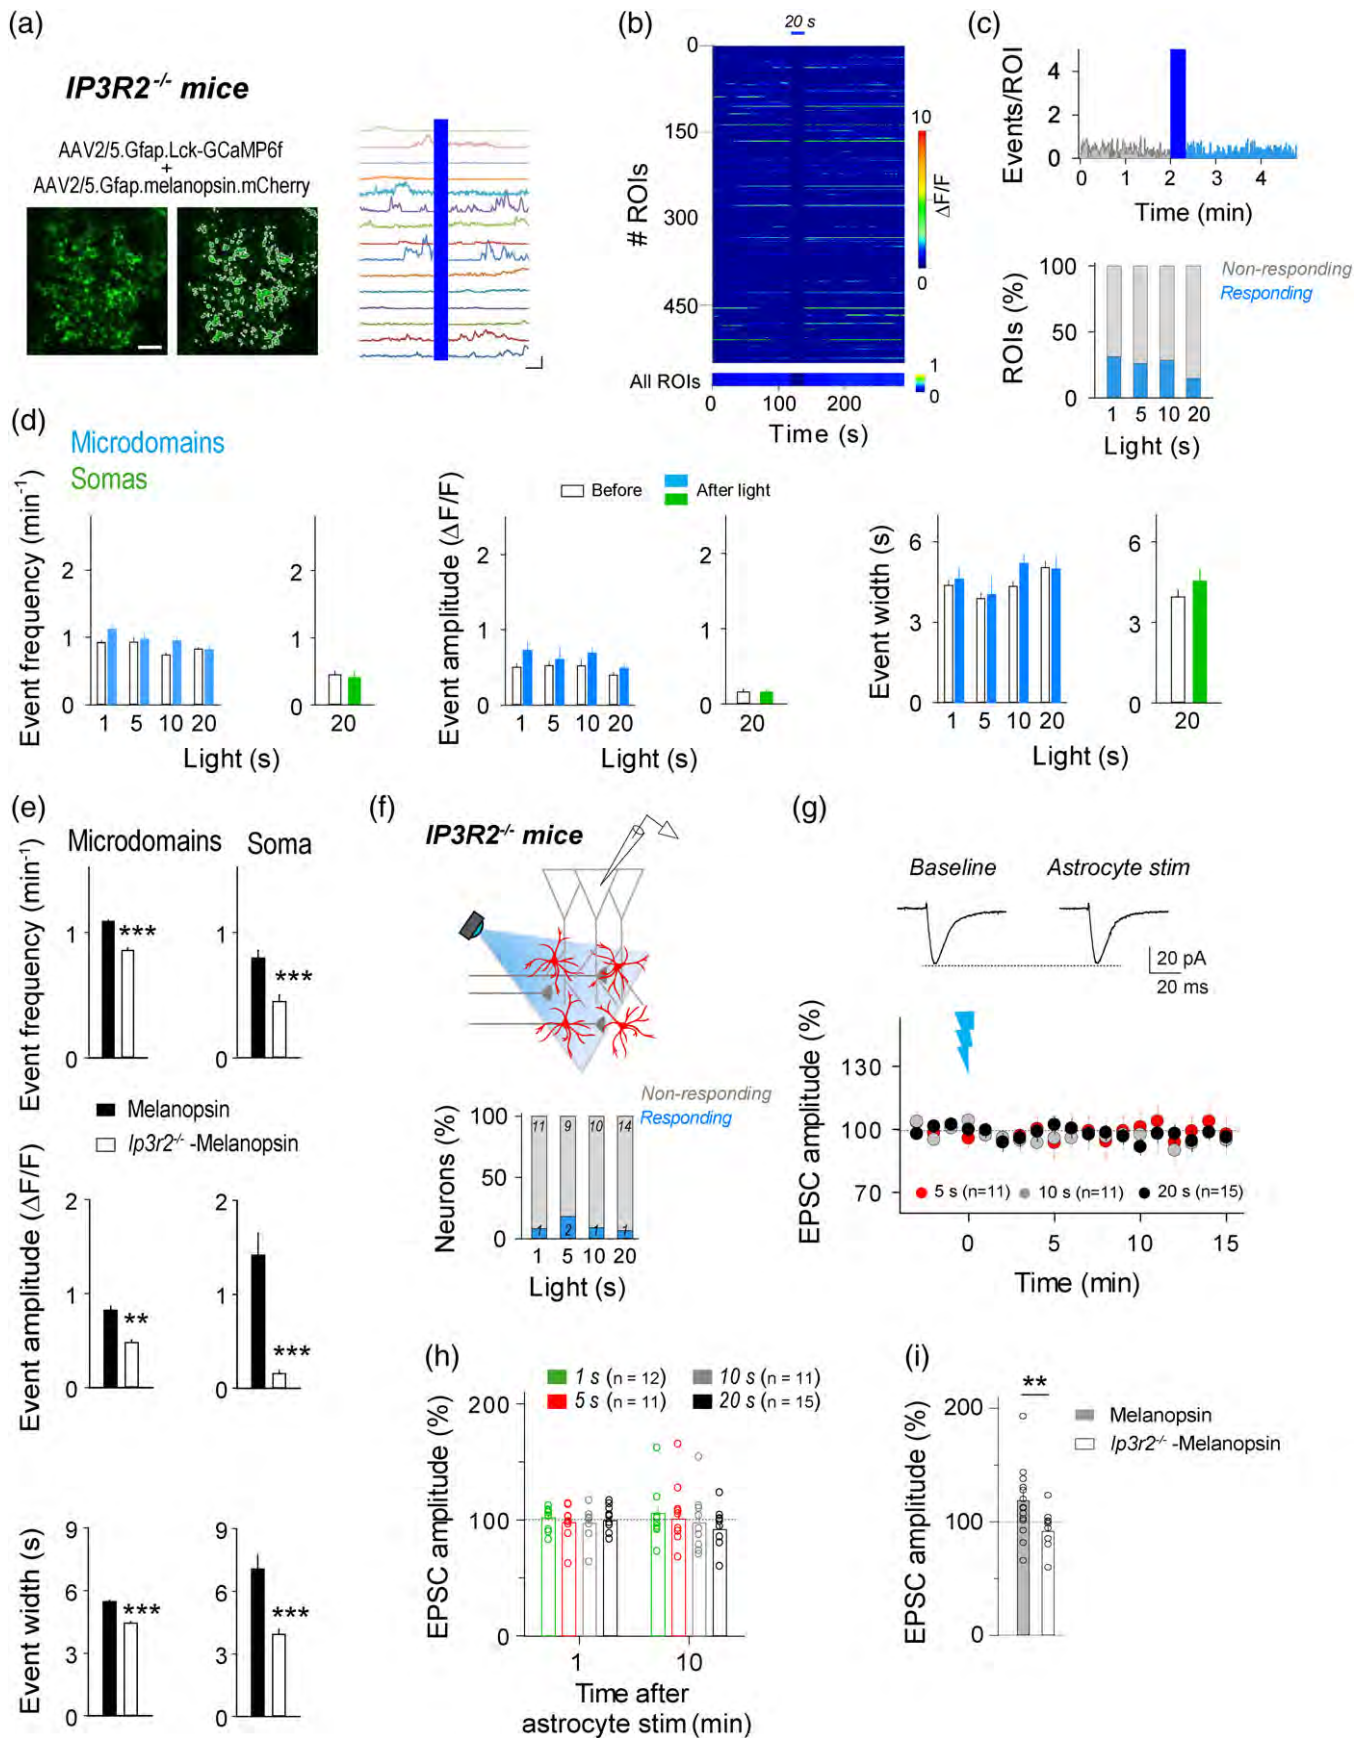 (a)
IP3R2-/- mice
AAV2/5.Gfap.Lck-GCaMP6f
+
AAV2/5.Gfap.melanopsin.mCherry
(b)
20 s
0
150
300
450
# ROIs
10
0
ΔF/F
All ROIs
1
0
0 100 200
Time (s)
(c)
Events/ROI
4
2
0
0 1 2 3 4
Time (min)
Non-responding
Responding
ROIs (%)
100
50
0
1 5 10 20
Light (s)
(d)
Microdomains
Somas
Before
After light
Event frequency (min-1)
2
1
0
1 5 10 20
Light (s)
2
1
0
20
Event amplitude (ΔF/F)
2
1
0
1 5 10 20
Light (s)
2
1
0
20
Event width (s)
6
3
0
1 5 10 20
Light (s)
6
3
0
20
(e)
Microdomains Soma
Event frequency (min-1)
1
0
***
1
0
***
Melanopsin
Ip3r2-/- -Melanopsin
Event amplitude (ΔF/F)
2
1
0
**
2
1
0
***
Event width (s)
9
6
3
0
***
9
6
3
0
***
(f)
IP3R2-/- mice
Non-responding
Responding
Neurons (%)
100
50
0
11 9 10 14
1 2 1 1
1 5 10 20
Light (s)
(g)
Baseline Astrocyte stim
20 pA
20 ms
EPSC amplitude (%)
130
100
70
5 s (n=11) 10 s (n=11) 20 s (n=15)
0 5 10 15
Time (min)
(h)
1 s (n = 12) 10 s (n = 11)
5 s (n = 11) 20 s (n = 15)
EPSC amplitude (%)
200
100
0
1 10
Time after
astrocyte stim (min)
(i)
**
Melanopsin
Ip3r2-/- -Melanopsin
EPSC amplitude (%)
200
100
0